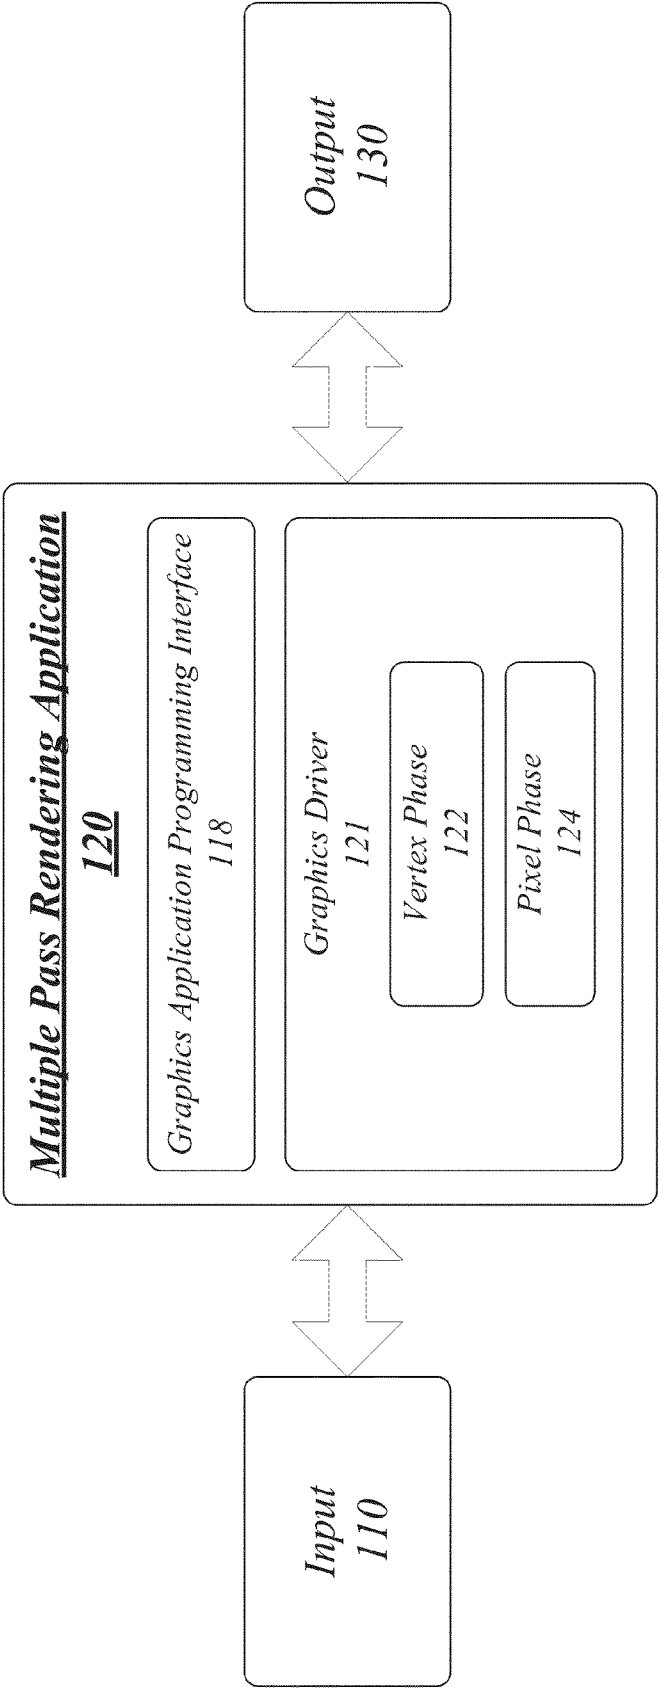 Input
110
Multiple Pass Rendering Application
120
Graphics Application Programming Interface
118
Graphics Driver
121
Vertex Phase
122
Pixel Phase
124
Output
130